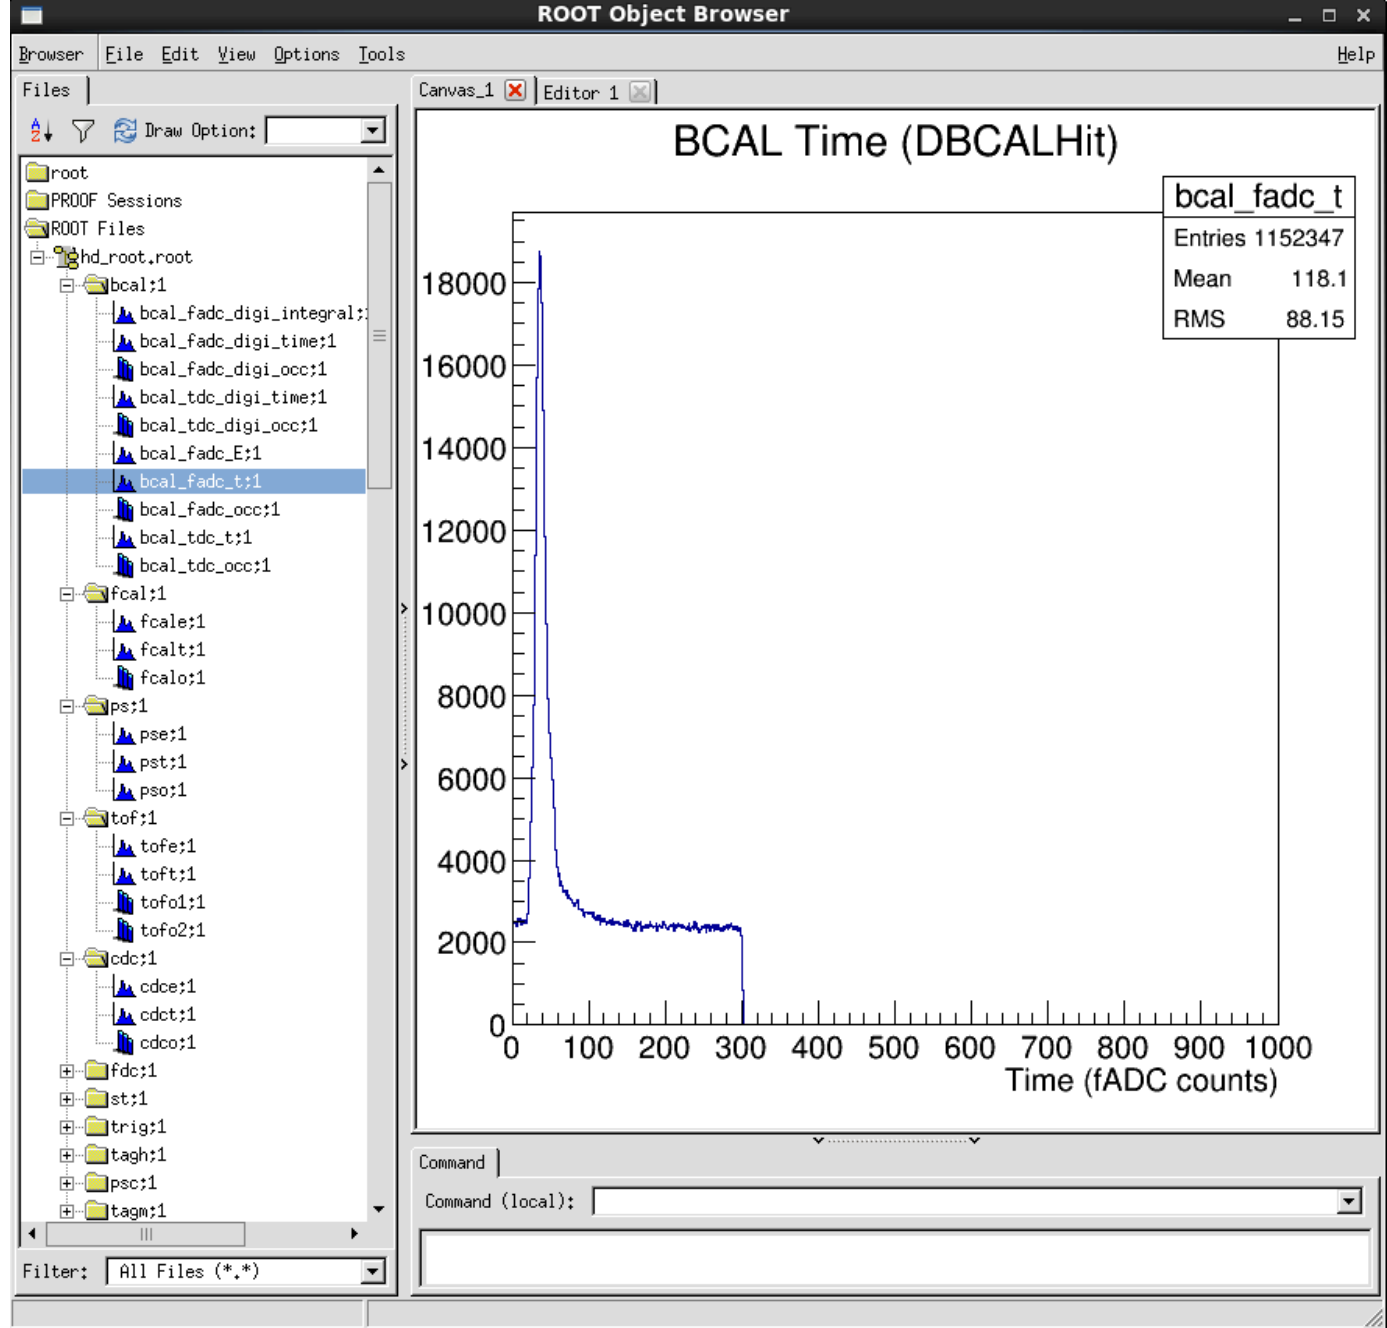 ROOT Object Browser
Browser File Edit View Options Tools Help
Files
Canvas_1 Editor 1
Draw Option:
root
PROOF Sessions
ROOT Files
hd_root.root
bcal;1
bcal_fadc_digi_integral;
bcal_fadc_digi_time;1
bcal_fadc_digi_occ;1
bcal_tdc_digi_time;1
bcal_tdc_digi_occ;1
bcal_fadc_E;1
bcal_fadc_t;1
bcal_fadc_occ;1
bcal_tdc_t;1
bcal_tdc_occ;1
fcal;1
fcale;1
fcalt;1
fcalo;1
ps;1
pse;1
pst;1
pso;1
tof;1
tofe;1
toft;1
tofo1;1
tofo2;1
cdc;1
cdce;1
cdct;1
cdco;1
fdc;1
st;1
trig;1
tagh;1
psc;1
tagm;1
Filter: All Files (*.*)
BCAL Time (DBCALHit)
bcal_fadc_t
Entries 1152347
Mean 118.1
RMS 88.15
18000
16000
14000
12000
10000
8000
6000
4000
2000
0
0 100 200 300 400 500 600 700 800 900 1000
Time (fADC counts)
Command
Command (local):